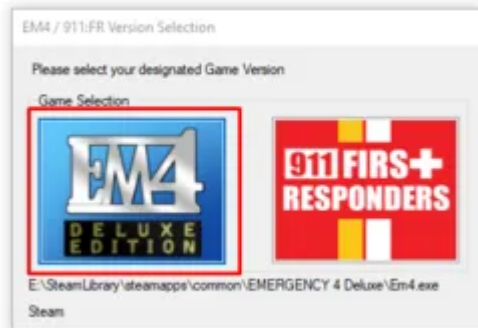 EM4 / 911:FR Version Selection
Please select your designated Game Version
Game Selection
EM4
DELUXE
EDITION
911 FIRS+
RESPONDERS
E:\SteamLibrary\steamapps\common\EMERGENCY 4 Deluxe\Em4.exe
Steam